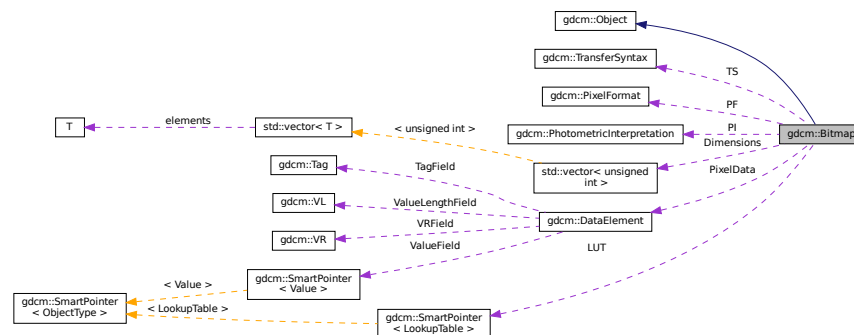 gdcm::Object
gdcm::TransferSyntax
TS
gdcm::PixelFormat
PF
T
elements
std::vector< T >
< unsigned int >
gdcm::PhotometricInterpretation
PI
gdcm::Bitmap
Dimensions
gdcm::Tag
TagField
std::vector< unsigned
int >
PixelData
gdcm::VL
ValueLengthField
gdcm::DataElement
VRField
gdcm::VR
ValueField
LUT
gdcm::SmartPointer
< Value >
< Value >
gdcm::SmartPointer
< ObjectType >
< LookupTable >
gdcm::SmartPointer
< LookupTable >